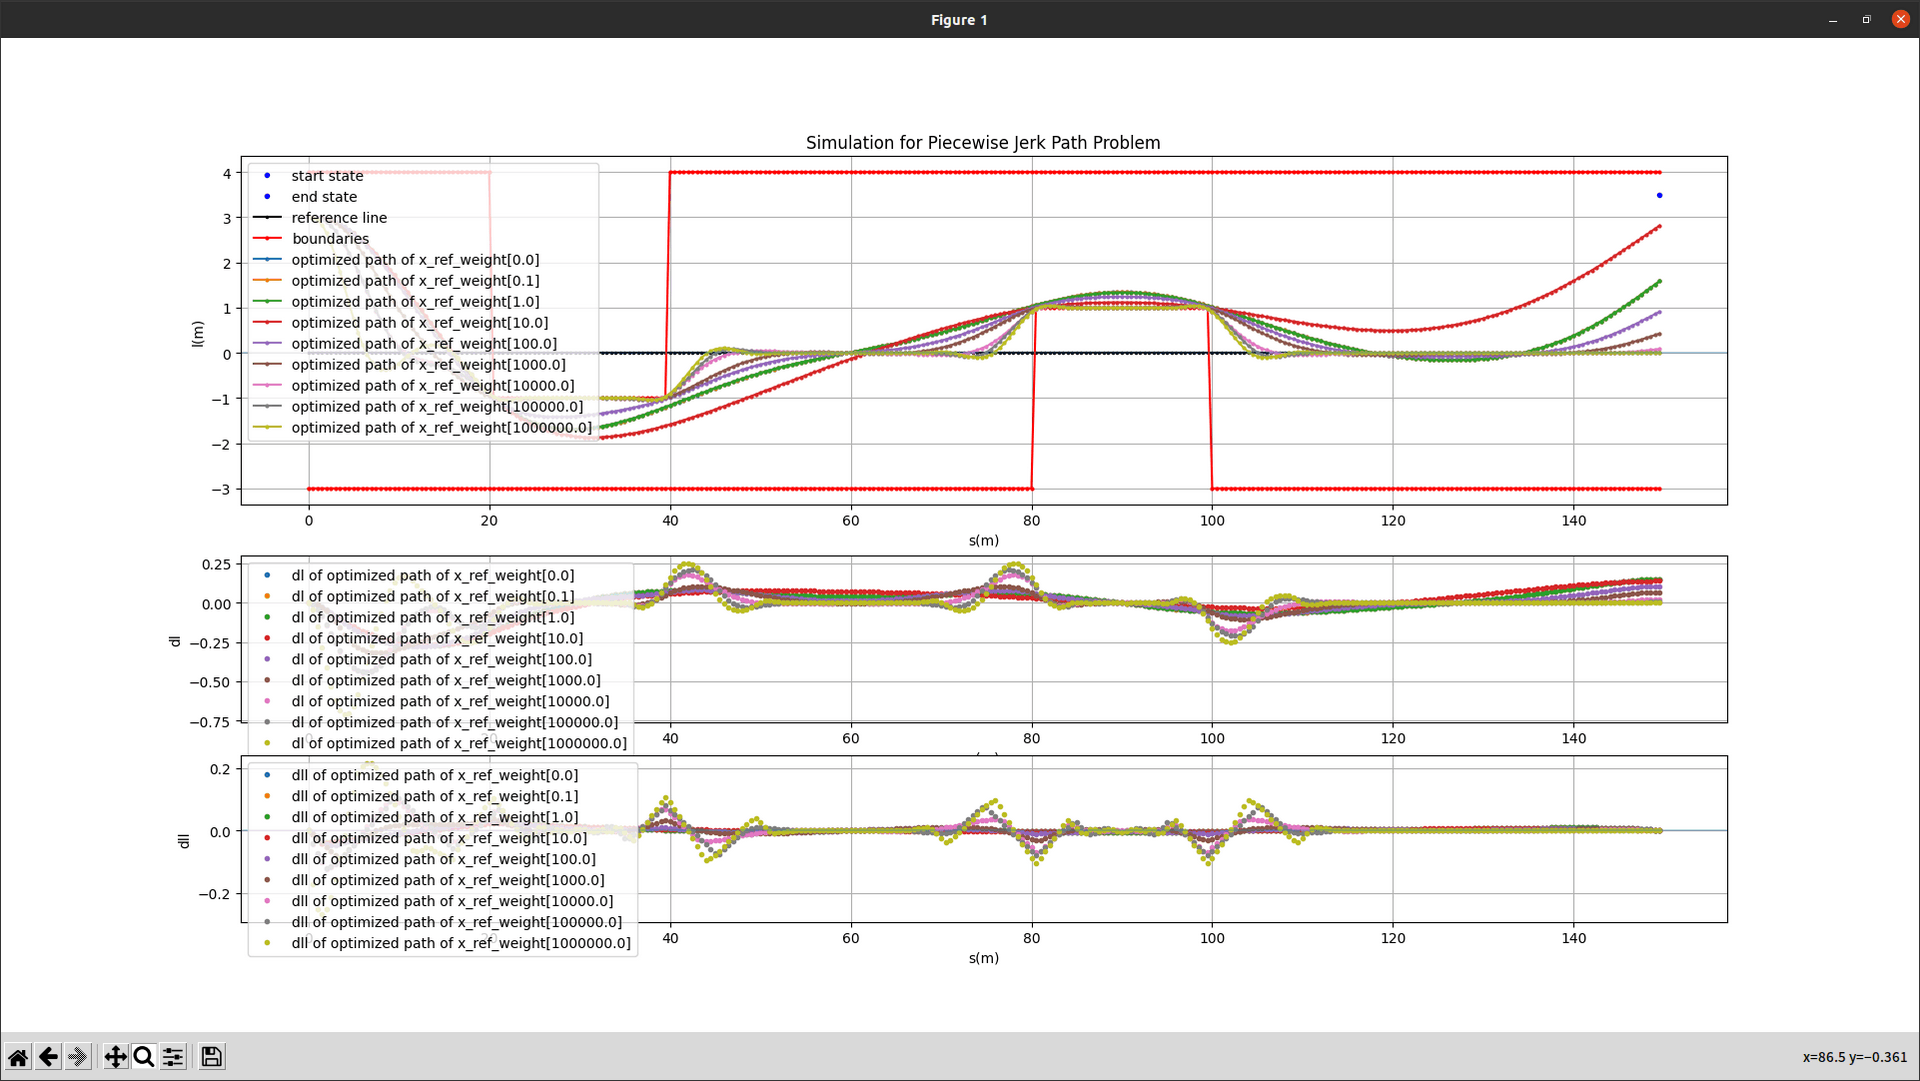 Figure 1
Simulation for Piecewise Jerk Path Problem
4
3
2
1
0
−1
−2
−3
l(m)
start state
end state
reference line
boundaries
optimized path of x_ref_weight[0.0]
optimized path of x_ref_weight[0.1]
optimized path of x_ref_weight[1.0]
optimized path of x_ref_weight[10.0]
optimized path of x_ref_weight[100.0]
optimized path of x_ref_weight[1000.0]
optimized path of x_ref_weight[10000.0]
optimized path of x_ref_weight[100000.0]
optimized path of x_ref_weight[1000000.0]
0 20 40 60 80 100 120 140
s(m)
0.25
0.00
−0.25
−0.50
−0.75
dl
dl of optimized path of x_ref_weight[0.0]
dl of optimized path of x_ref_weight[0.1]
dl of optimized path of x_ref_weight[1.0]
dl of optimized path of x_ref_weight[10.0]
dl of optimized path of x_ref_weight[100.0]
dl of optimized path of x_ref_weight[1000.0]
dl of optimized path of x_ref_weight[10000.0]
dl of optimized path of x_ref_weight[100000.0]
dl of optimized path of x_ref_weight[1000000.0]
40 60 80 100 120 140
0.2
0.0
−0.2
dll
dll of optimized path of x_ref_weight[0.0]
dll of optimized path of x_ref_weight[0.1]
dll of optimized path of x_ref_weight[1.0]
dll of optimized path of x_ref_weight[10.0]
dll of optimized path of x_ref_weight[100.0]
dll of optimized path of x_ref_weight[1000.0]
dll of optimized path of x_ref_weight[10000.0]
dll of optimized path of x_ref_weight[100000.0]
dll of optimized path of x_ref_weight[1000000.0]
40 60 80 100 120 140
s(m)
x=86.5 y=−0.361